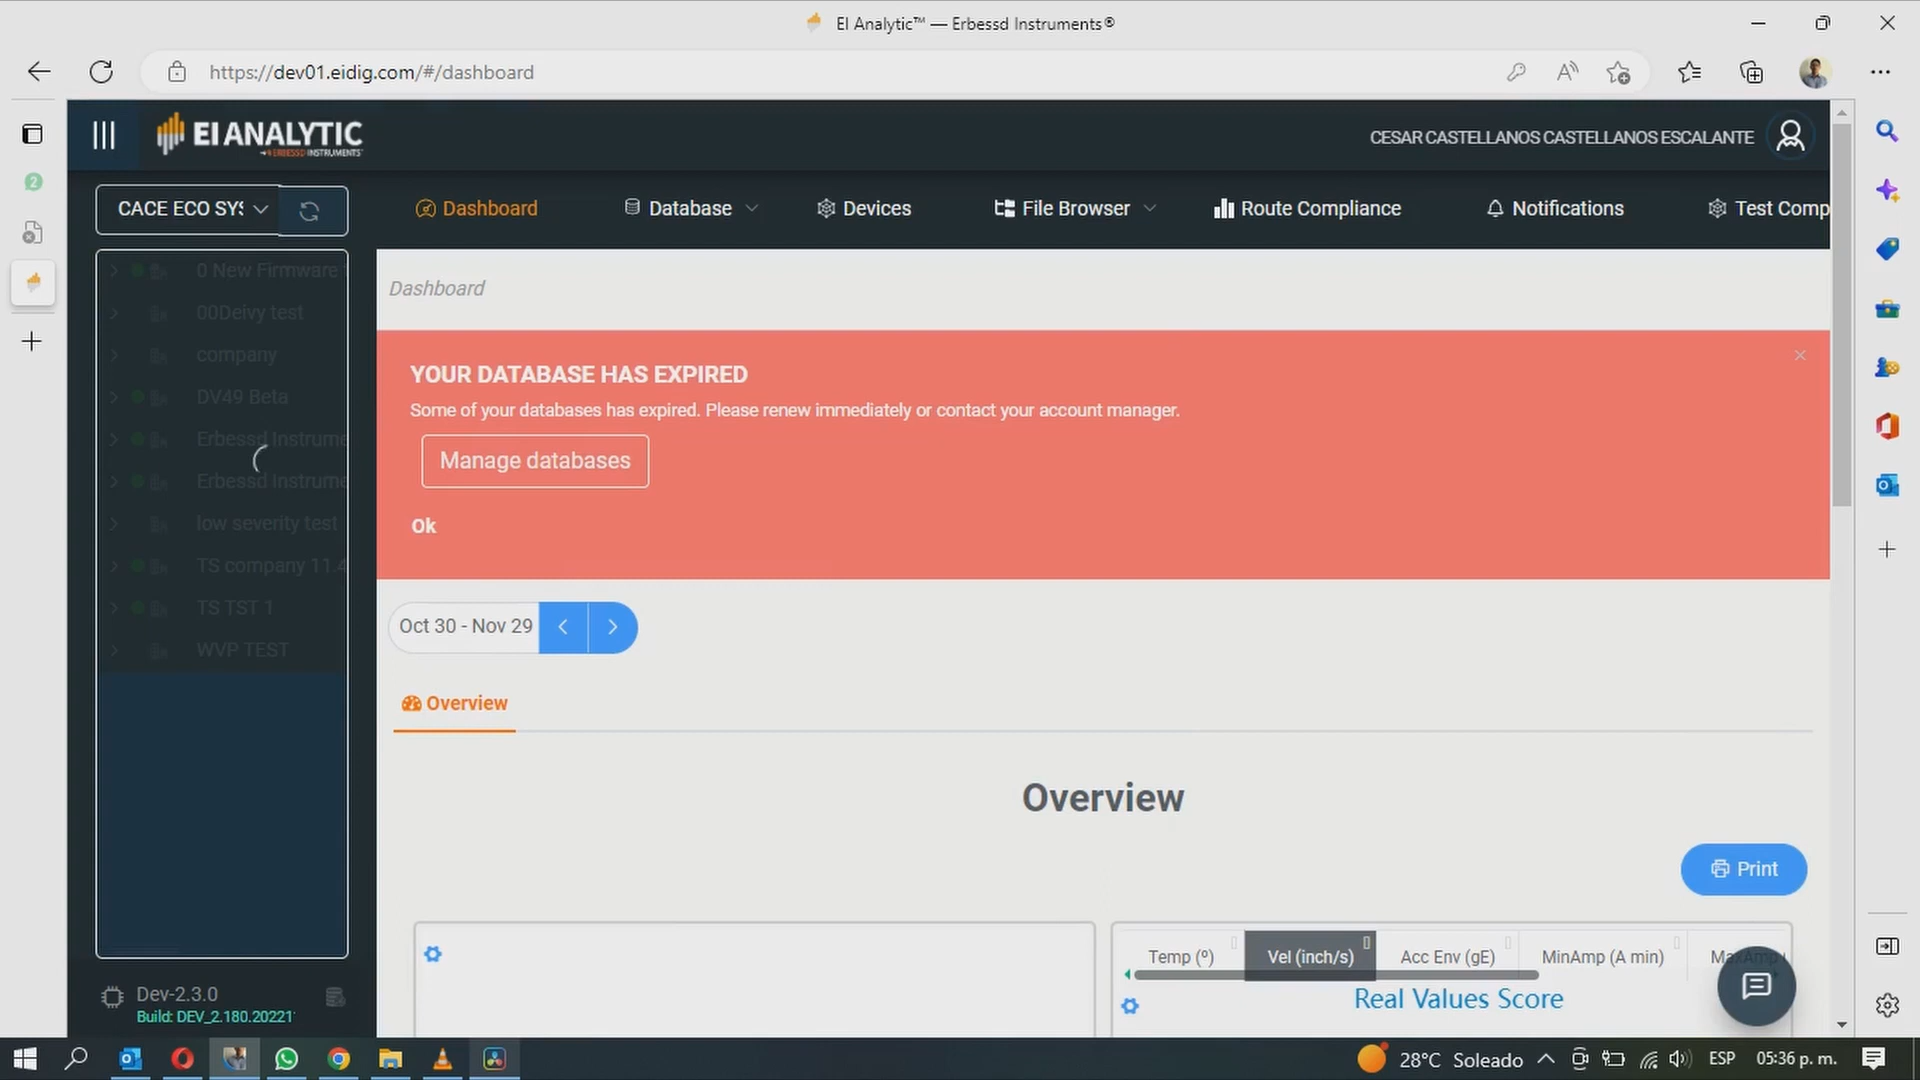 EI Analytic™ — Erbessd Instruments®
https://dev01.eidig.com/#/dashboard
EI ANALYTIC
ERBESSD INSTRUMENTS
CESAR CASTELLANOS CASTELLANOS ESCALANTE
CACE ECO SYS
Dashboard
Database
Devices
File Browser
Route Compliance
Notifications
Test Comp
2
0 New Firmware
00Delvy test
company
DV49 Beta
Erbessd Instrume
Erbessd Instrume
low severity test
TS company 11.4
TS TST 1
WVP TEST
Dashboard
YOUR DATABASE HAS EXPIRED
Some of your databases has expired. Please renew immediately or contact your account manager.
Manage databases
Ok
Oct 30 - Nov 29
Overview
Overview
Print
Temp (º)
Vel (inch/s)
Acc Env (gE)
MinAmp (A min)
MaxAmp
Real Values Score
Dev-2.3.0
Build: DEV_2.180.20221
28°C Soleado
ESP
05:36 p. m.